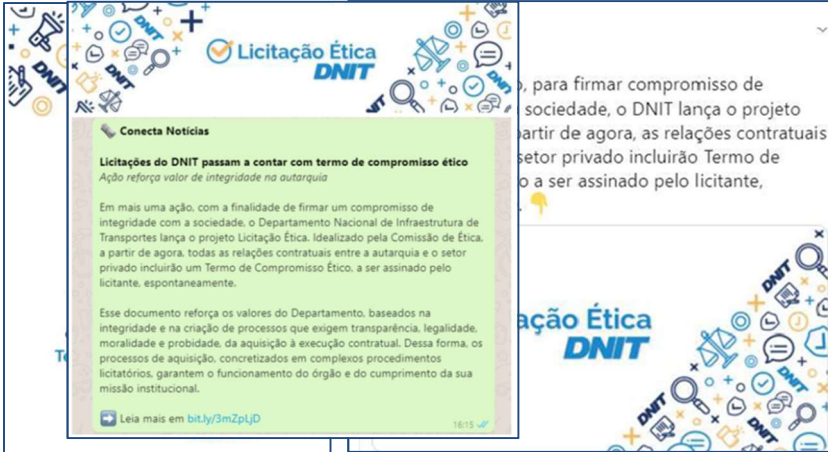 Licitação Ética
DNIT
Conecta Notícias
Licitações do DNIT passam a contar com termo de compromisso ético
Ação reforça valor de integridade na autarquia
Em mais uma ação, com a finalidade de firmar um compromisso de
integridade com a sociedade, o Departamento Nacional de Infraestrutura de
Transportes lança o projeto Licitação Ética. Idealizado pela Comissão de Ética,
a partir de agora, todas as relações contratuais entre a autarquia e o setor
privado incluirão um Termo de Compromisso Ético, a ser assinado pelo
licitante, espontaneamente.
Esse documento reforça os valores do Departamento, baseados na
integridade e na criação de processos que exigem transparência, legalidade,
moralidade e probidade, da aquisição à execução contratual. Dessa forma, os
processos de aquisição, concretizados em complexos procedimentos
licitatórios, garantem o funcionamento do órgão e do cumprimento da sua
missão institucional.
Leia mais em bit.ly/3mZpLjD
16:15
, para firmar compromisso de
sociedade, o DNIT lança o projeto
partir de agora, as relações contratuais
setor privado incluirão Termo de
o a ser assinado pelo licitante,
ação Ética
DNIT
DNIT
DNIT
DNIT
DNIT